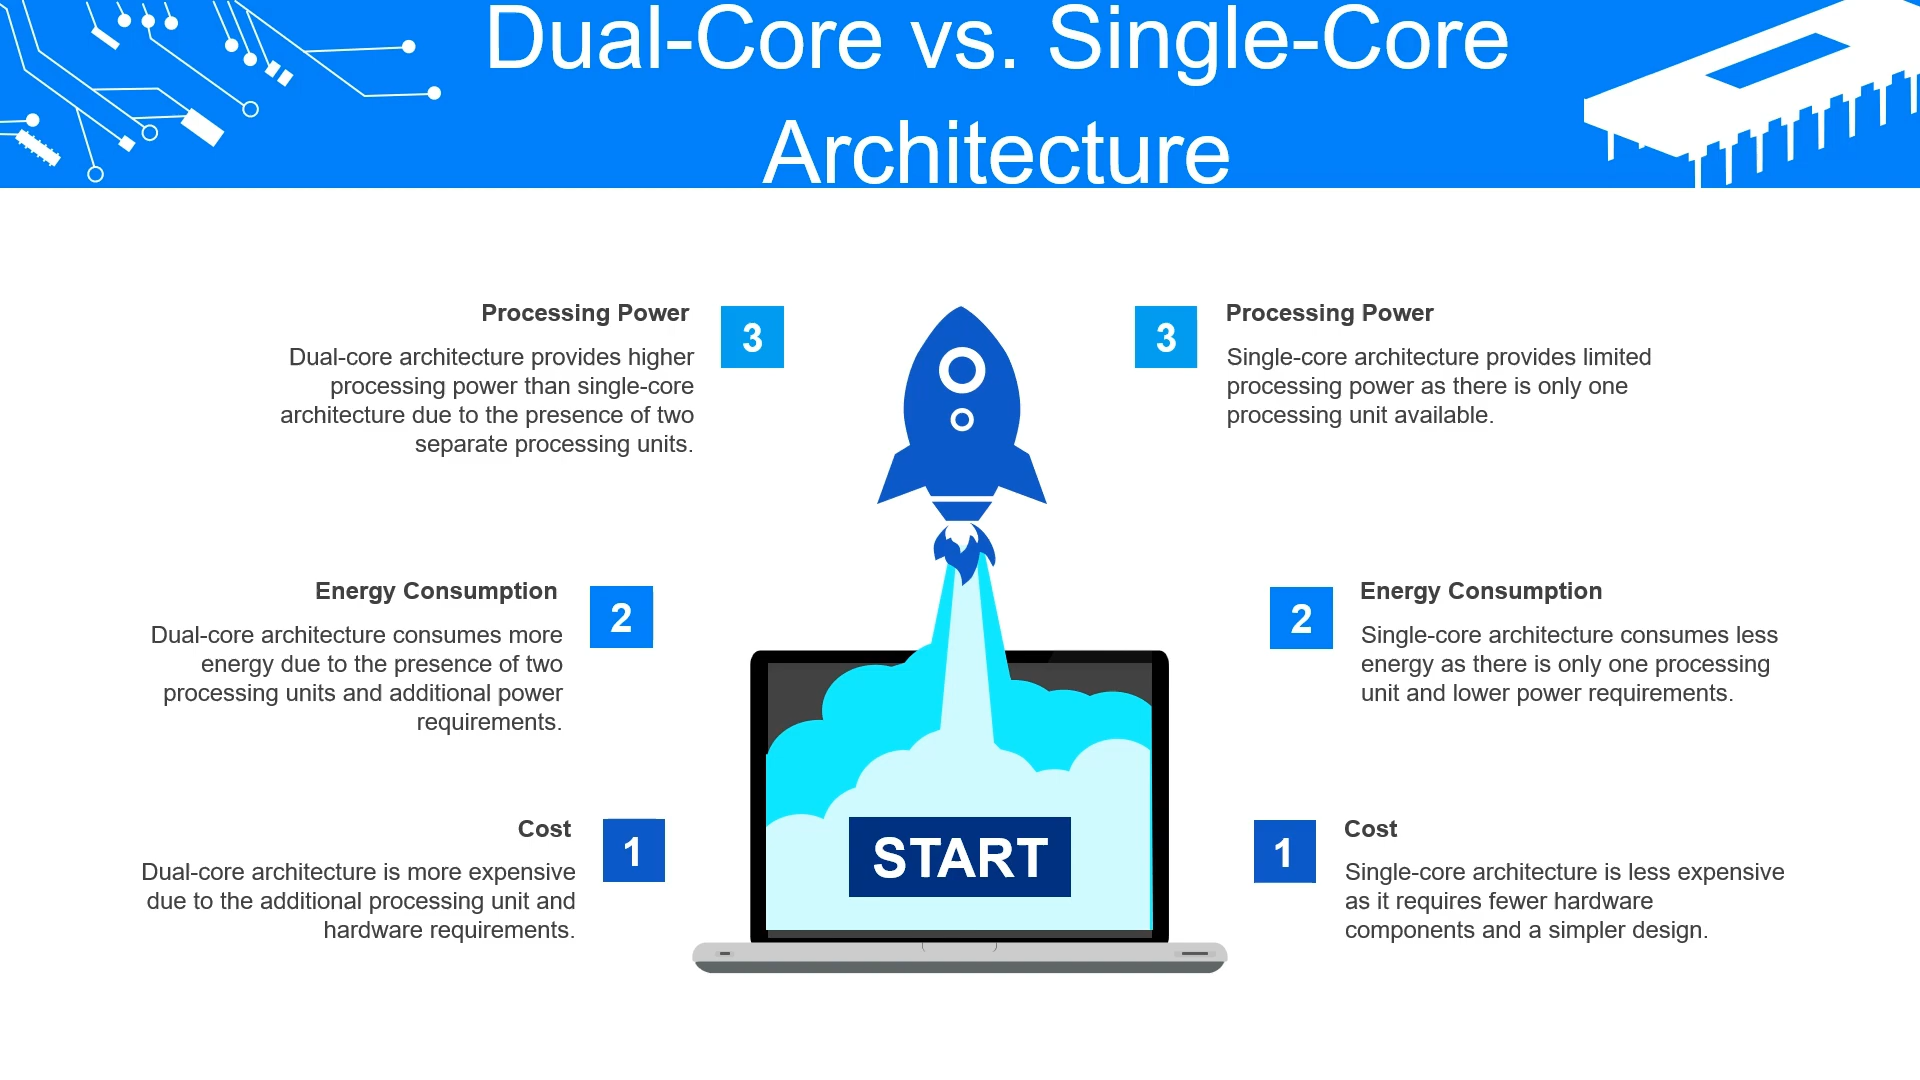 Dual-Core vs. Single-Core
Architecture
Processing Power
3
Dual-core architecture provides higher
processing power than single-core
architecture due to the presence of two
separate processing units.
Energy Consumption
2
Dual-core architecture consumes more
energy due to the presence of two
processing units and additional power
requirements.
Cost
1
Dual-core architecture is more expensive
due to the additional processing unit and
hardware requirements.
START
3
Processing Power
Single-core architecture provides limited
processing power as there is only one
processing unit available.
2
Energy Consumption
Single-core architecture consumes less
energy as there is only one processing
unit and lower power requirements.
1
Cost
Single-core architecture is less expensive
as it requires fewer hardware
components and a simpler design.